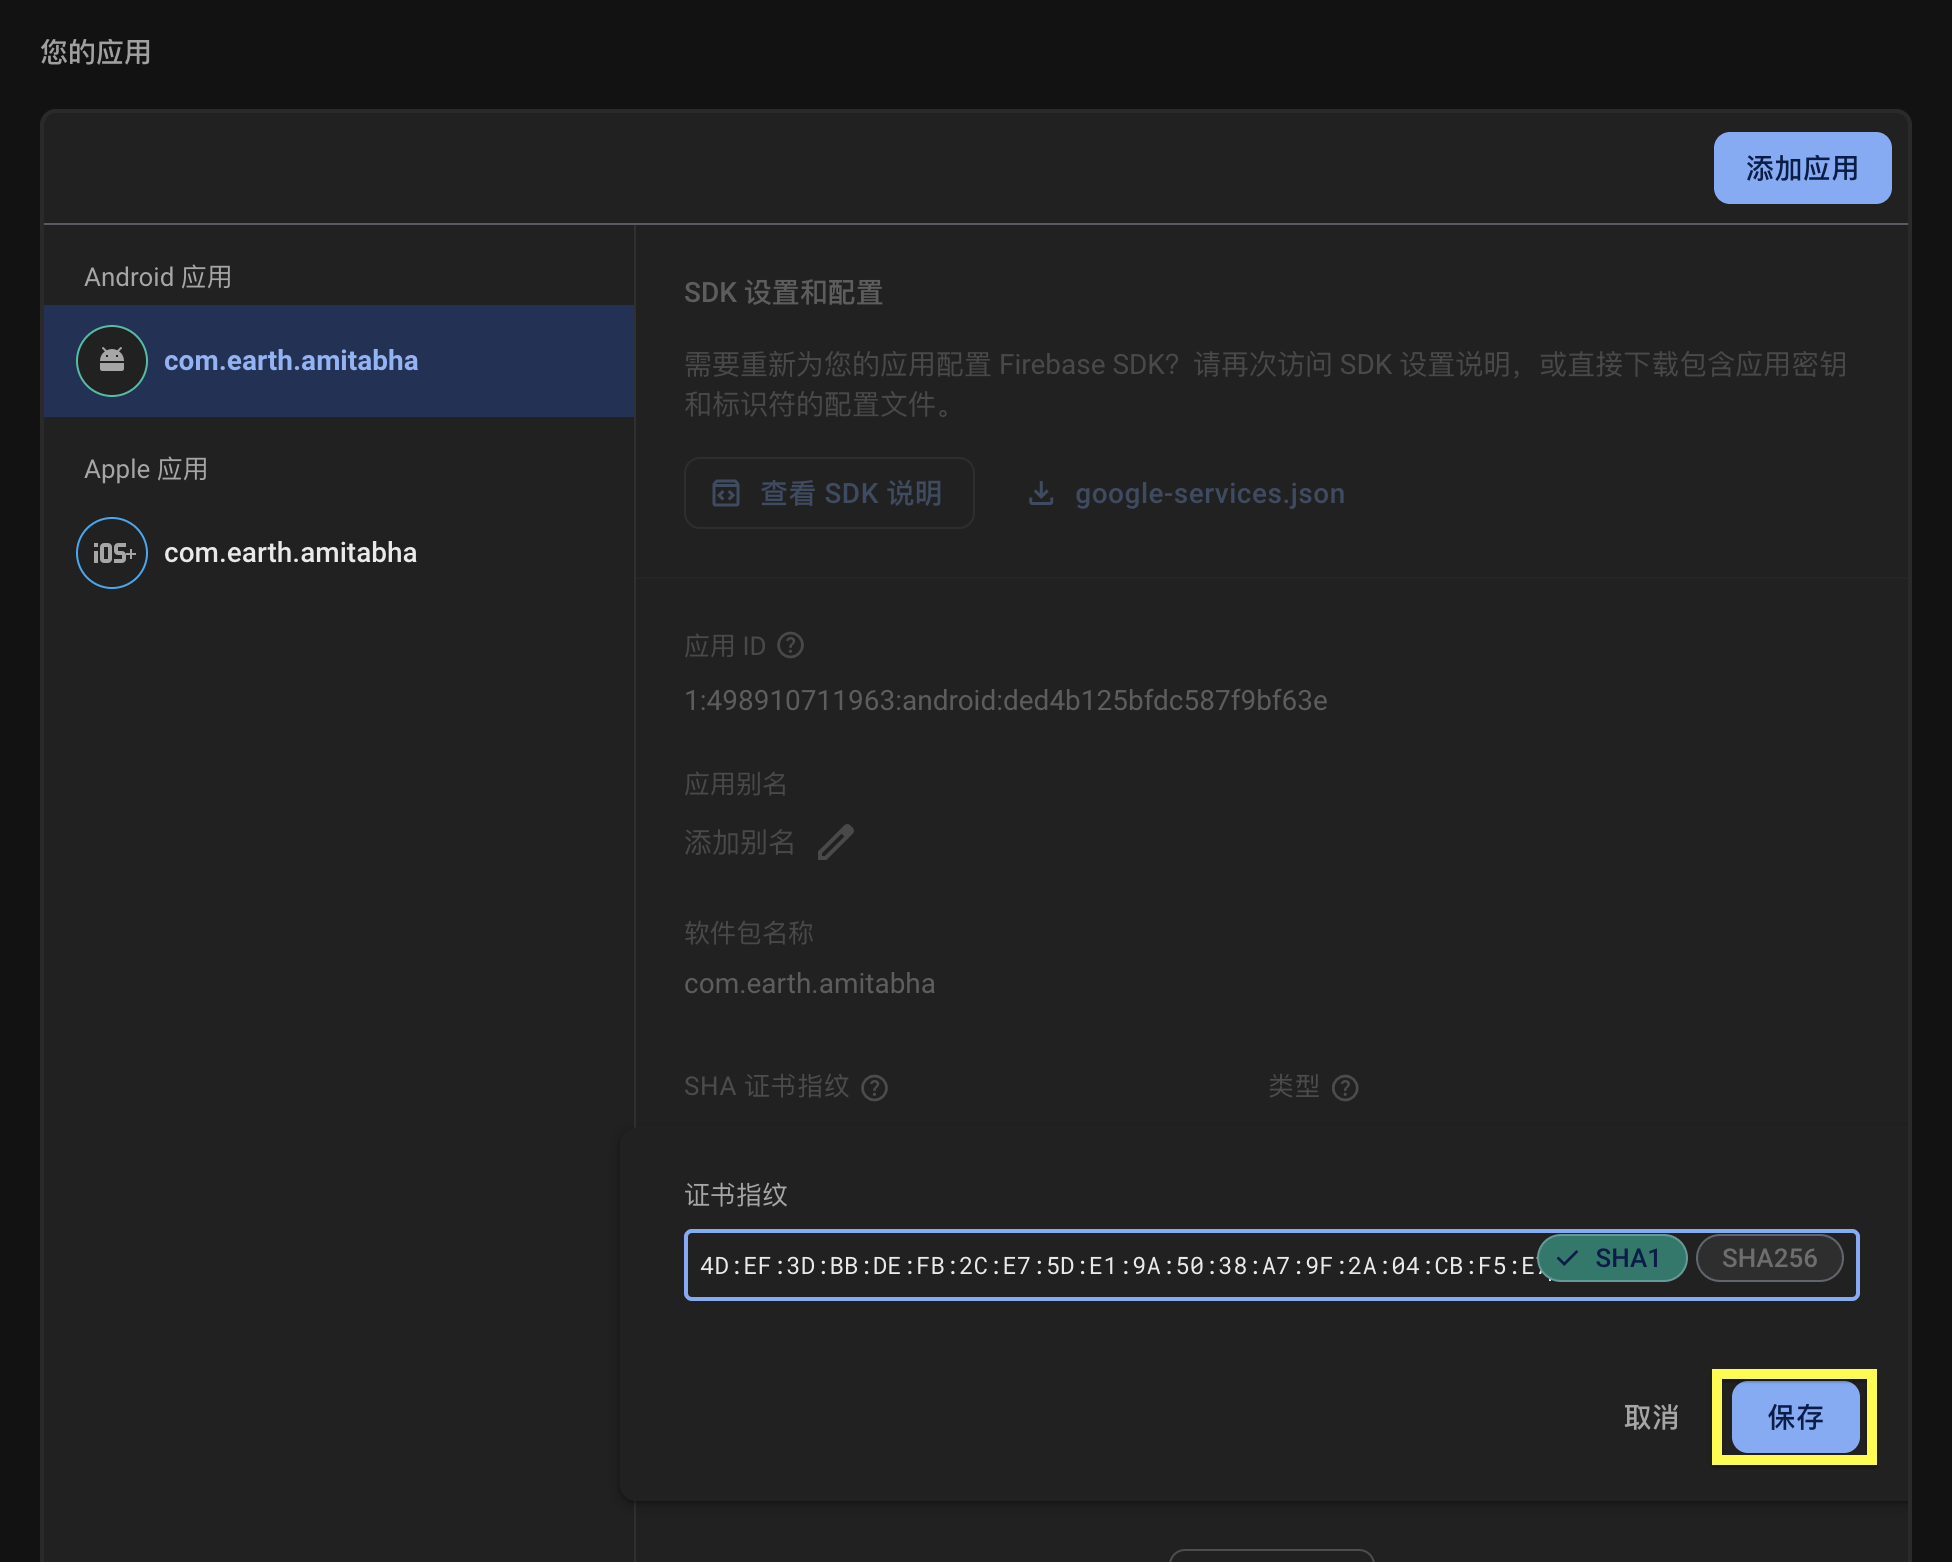 您的应用
添加应用
Android 应用
com.earth.amitabha
Apple 应用
iOS+
com.earth.amitabha
SDK 设置和配置
需要重新为您的应用配置 Firebase SDK？请再次访问 SDK 设置说明，或直接下载包含应用密钥
和标识符的配置文件。
查看 SDK 说明
google-services.json
应用 ID
1:498910711963:android:ded4b125bfdc587f9bf63e
应用别名
添加别名
软件包名称
com.earth.amitabha
SHA 证书指纹
类型
证书指纹
4D:EF:3D:BB:DE:FB:2C:E7:5D:E1:9A:50:38:A7:9F:2A:04:CB:F5:E
SHA1
SHA256
取消
保存